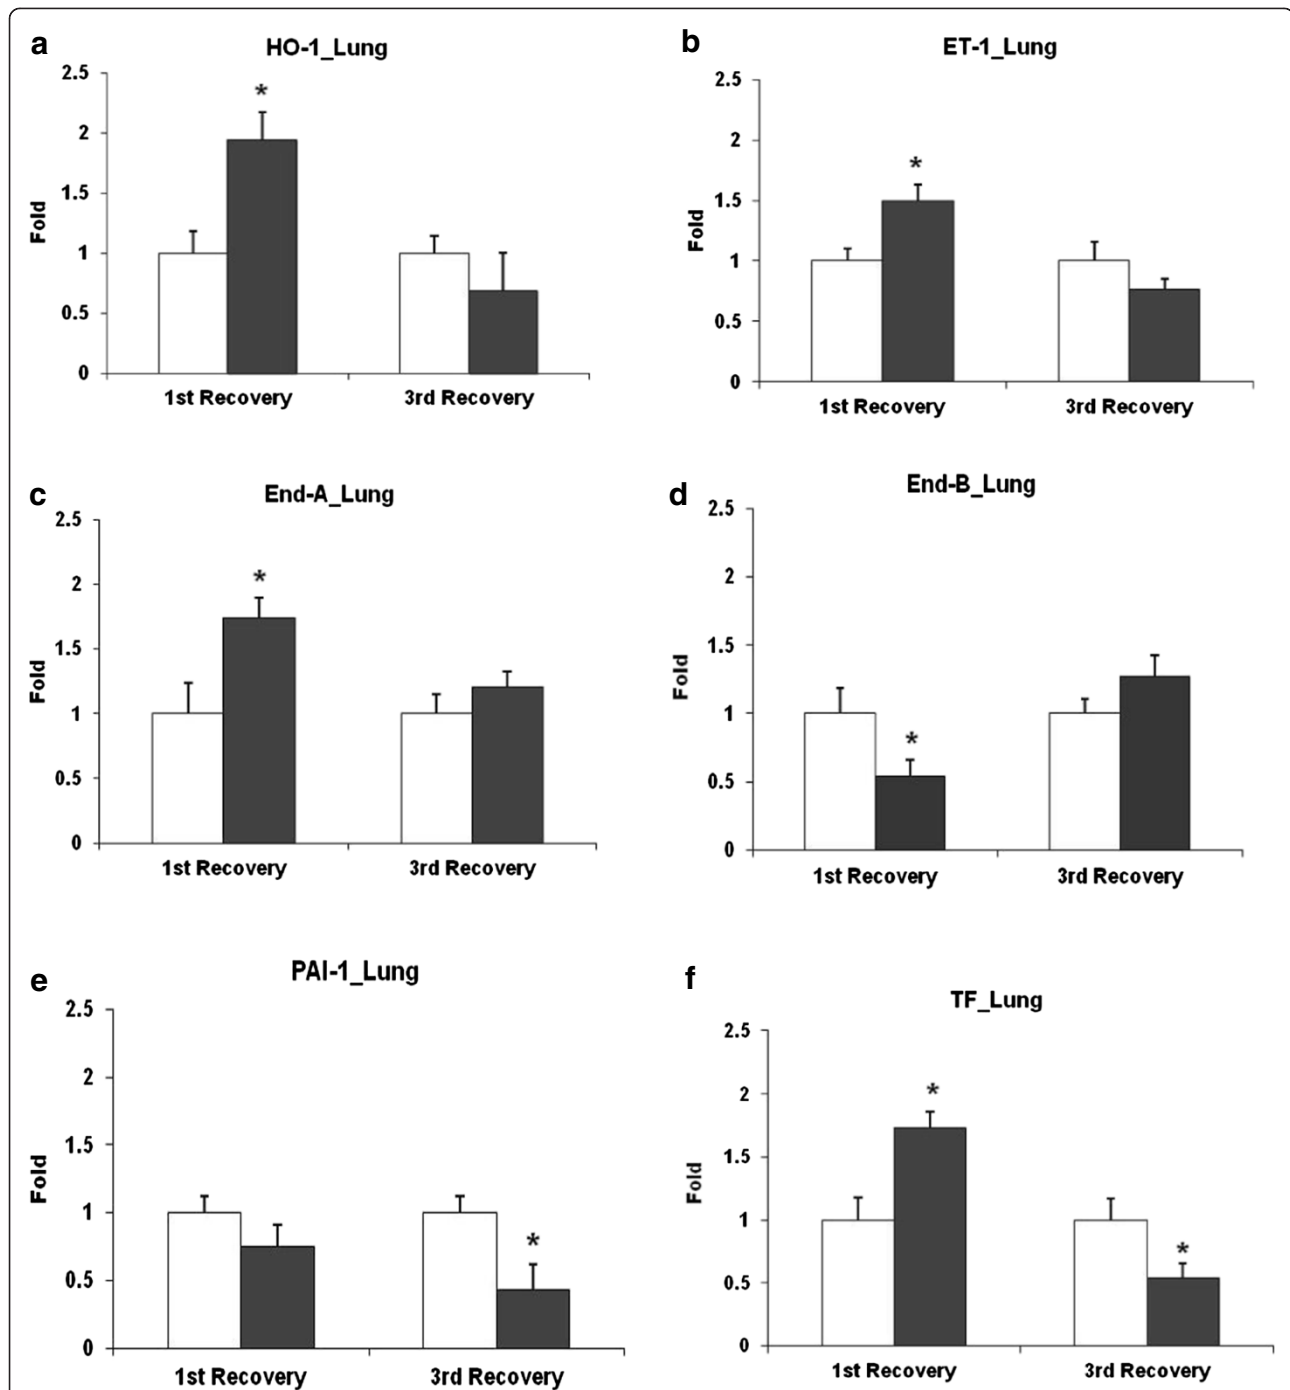 a
HO-1_Lung
2.5
2
1.5
1
0.5
0
Fold
*
1st Recovery
3rd Recovery
b
ET-1_Lung
2.5
2
1.5
1
0.5
0
Fold
*
1st Recovery
3rd Recovery
c
End-A_Lung
2.5
2
1.5
1
0.5
0
Fold
*
1st Recovery
3rd Recovery
d
End-B_Lung
2.5
2
1.5
1
0.5
0
Fold
*
1st Recovery
3rd Recovery
e
PAI-1_Lung
2.5
2
1.5
1
0.5
0
Fold
*
1st Recovery
3rd Recovery
f
TF_Lung
2.5
2
1.5
1
0.5
0
Fold
*
*
1st Recovery
3rd Recovery